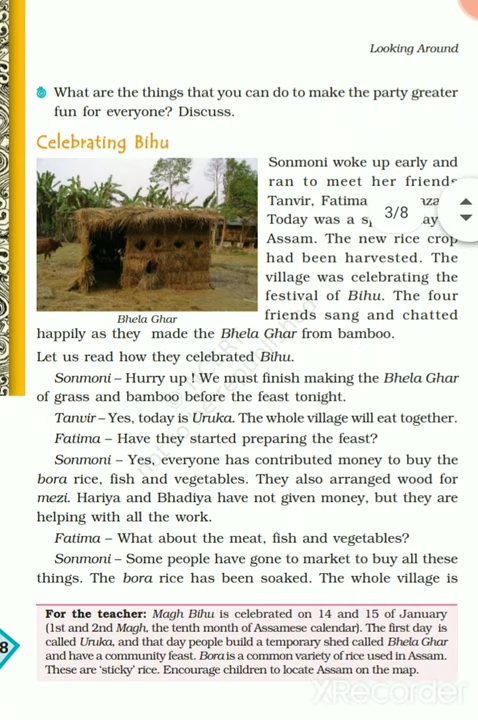 Looking Around
What are the things that you can do to make the party greater
fun for everyone? Discuss.
Celebrating Bihu
Sonmoni woke up early and
ran to meet her friends
Tanvir, Fatima
3/8
Today was a
Assam. The new rice crop
had been harvested. The
village was celebrating the
festival of Bihu. The four
Bhela Ghar
friends sang and chatted
happily as they made the Bhela Ghar from bamboo.
Let us read how they celebrated Bihu.
Sonmoni – Hurry up ! We must finish making the Bhela Ghar
of grass and bamboo before the feast tonight.
Tanvir – Yes, today is Uruka. The whole village will eat together.
Fatima – Have they started preparing the feast?
Sonmoni – Yes, everyone has contributed money to buy the
bora rice, fish and vegetables. They also arranged wood for
mezi. Hariya and Bhadiya have not given money, but they are
helping with all the work.
Fatima – What about the meat, fish and vegetables?
Sonmoni – Some people have gone to market to buy all these
things. The bora rice has been soaked. The whole village is
For the teacher: Magh Bihu is celebrated on 14 and 15 of January
(1st and 2nd Magh, the tenth month of Assamese calendar). The first day is
called Uruka, and that day people build a temporary shed called Bhela Ghar
and have a community feast. Bora is a common variety of rice used in Assam.
These are 'sticky' rice. Encourage children to locate Assam on the map.
8
XRecorder
not to be republished